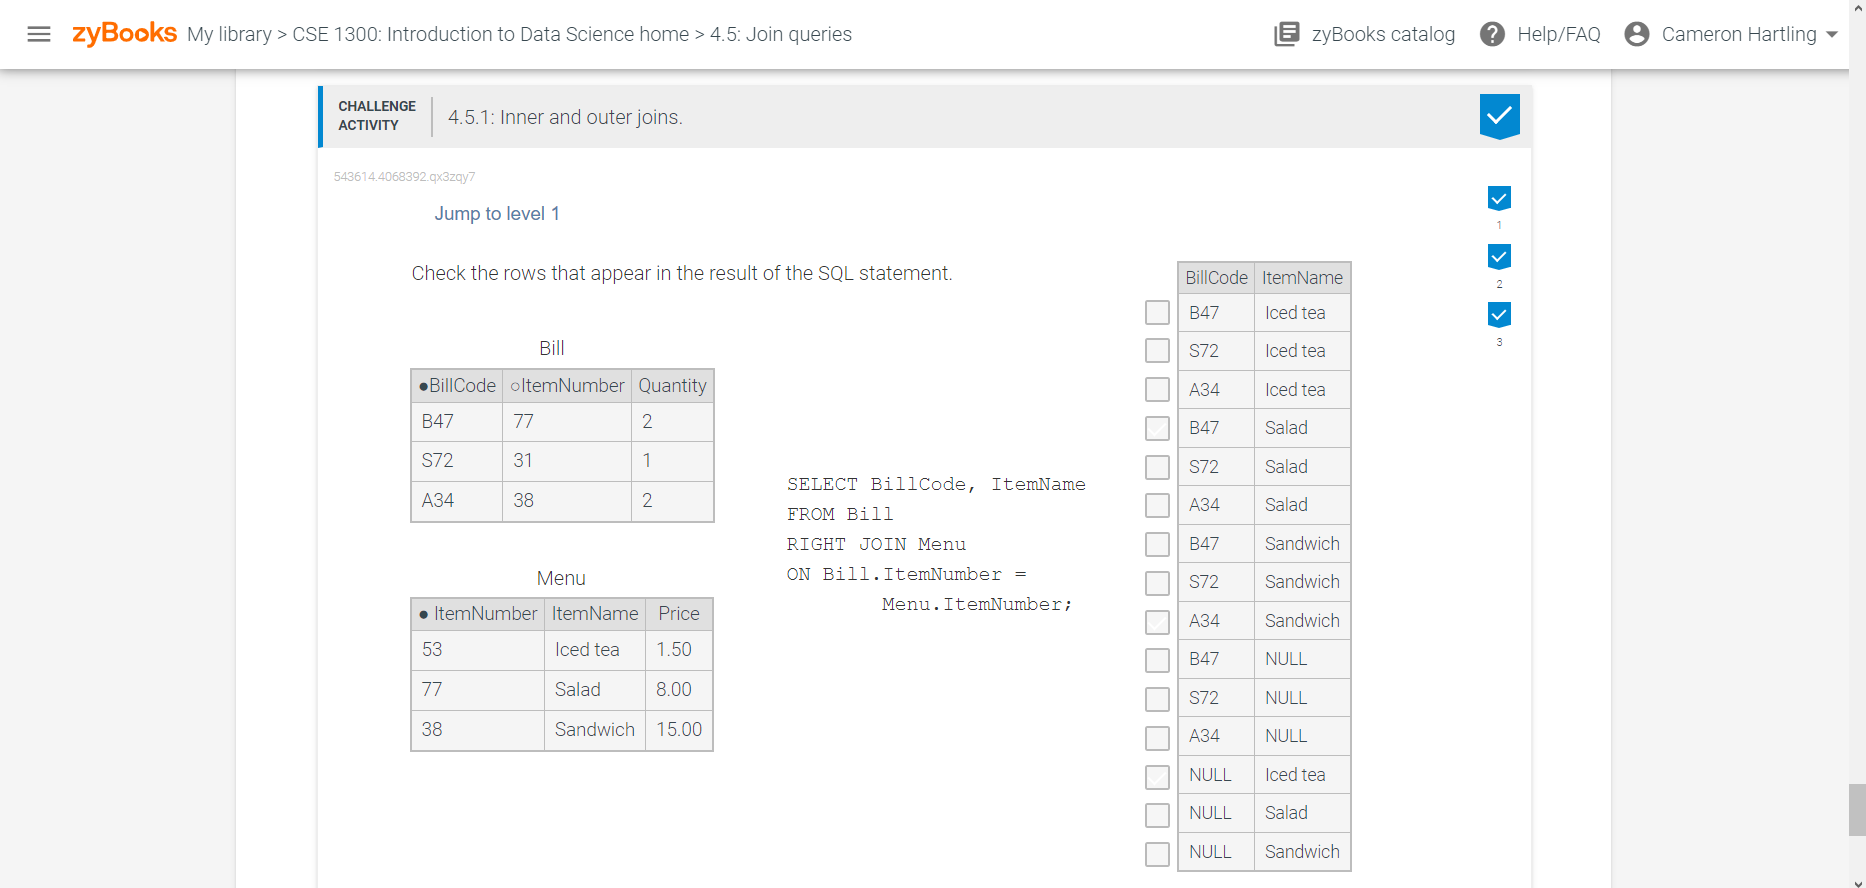 zyBooks My library > CSE 1300: Introduction to Data Science home > 4.5: Join queries
zyBooks catalog
? Help/FAQ
Cameron Hartling
CHALLENGE
ACTIVITY
4.5.1: Inner and outer joins.
543614.4068392.qx3zqy7
Jump to level 1
1
2
3
Check the rows that appear in the result of the SQL statement.
Bill
●BillCode ○ItemNumber Quantity
B47 77 2
S72 31 1
A34 38 2
Menu
● ItemNumber ItemName Price
53 Iced tea 1.50
77 Salad 8.00
38 Sandwich 15.00
SELECT BillCode, ItemName
FROM Bill
RIGHT JOIN Menu
ON Bill.ItemNumber =
Menu.ItemNumber;
BillCode ItemName
B47 Iced tea
S72 Iced tea
A34 Iced tea
B47 Salad
S72 Salad
A34 Salad
B47 Sandwich
S72 Sandwich
A34 Sandwich
B47 NULL
S72 NULL
A34 NULL
NULL Iced tea
NULL Salad
NULL Sandwich